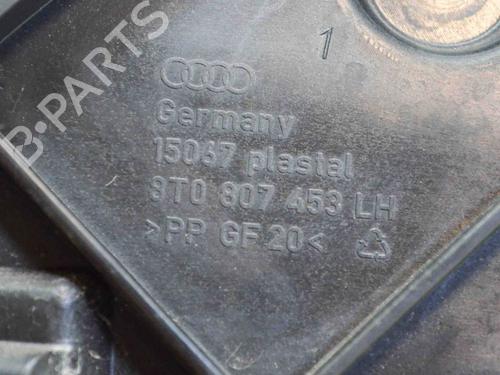 1
Germany
15067 plastal
8T0 807 453 LH
>PP GF 20<
B-PARTS